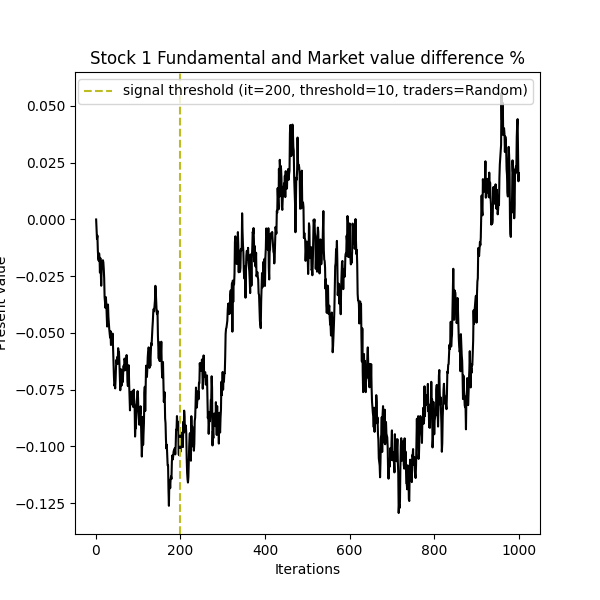 Stock 1 Fundamental and Market value difference %
signal threshold (it=200, threshold=10, traders=Random)
0.050
0.025
0.000
−0.025
−0.050
−0.075
−0.100
−0.125
Present value
0 200 400 600 800 1000
Iterations